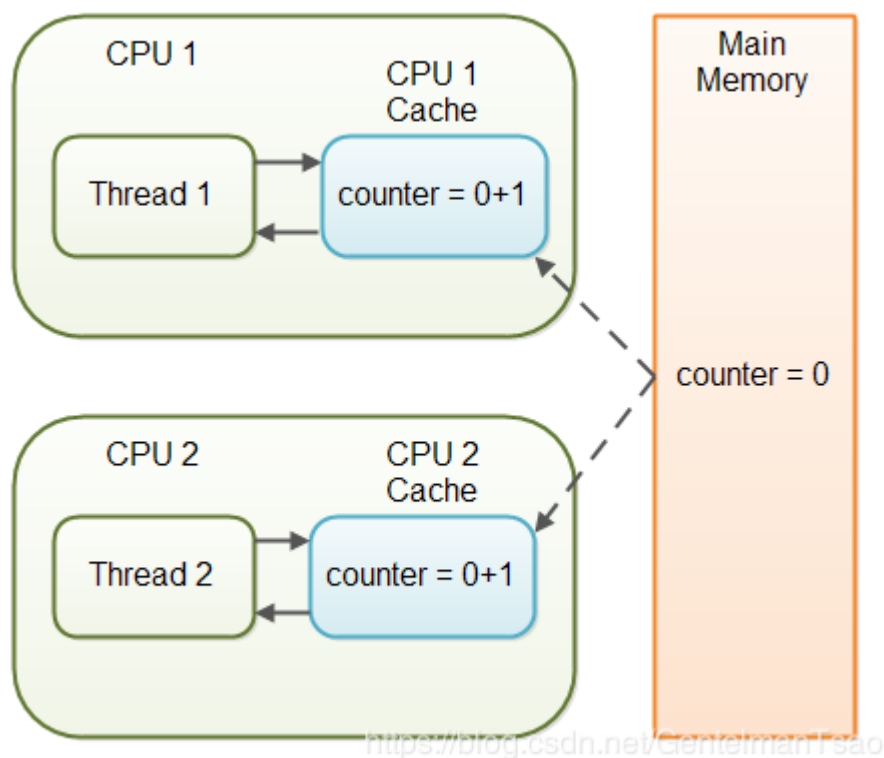 CPU 1
CPU 1
Cache
Thread 1
counter = 0+1
Main
Memory
counter = 0
CPU 2
CPU 2
Cache
Thread 2
counter = 0+1
https://blog.csdn.net/GentelmanTsao